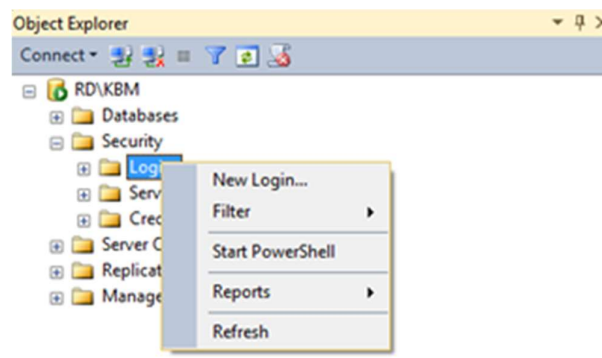 Object Explorer
Connect
RD\KBM
Databases
Security
Logi
Serv
Cred
Server O
Replicat
Manage
New Login...
Filter
Start PowerShell
Reports
Refresh